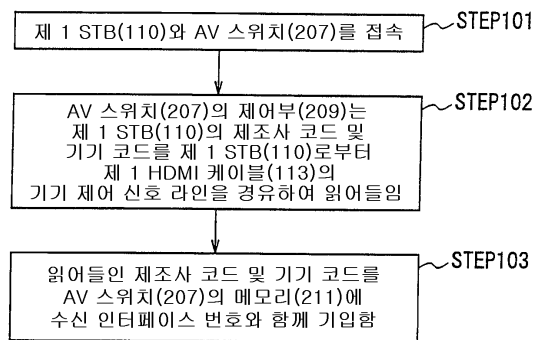 제 1 STB(110)와 AV 스위치(207)를 접속
STEP101
AV 스위치(207)의 제어부(209)는
제 1 STB(110)의 제조사 코드 및
기기 코드를 제 1 STB(110)로부터
제 1 HDMI 케이블(113)의
기기 제어 신호 라인을 경유하여 읽어들임
STEP102
읽어들인 제조사 코드 및 기기 코드를
AV 스위치(207)의 메모리(211)에
수신 인터페이스 번호와 함께 기입함
STEP103